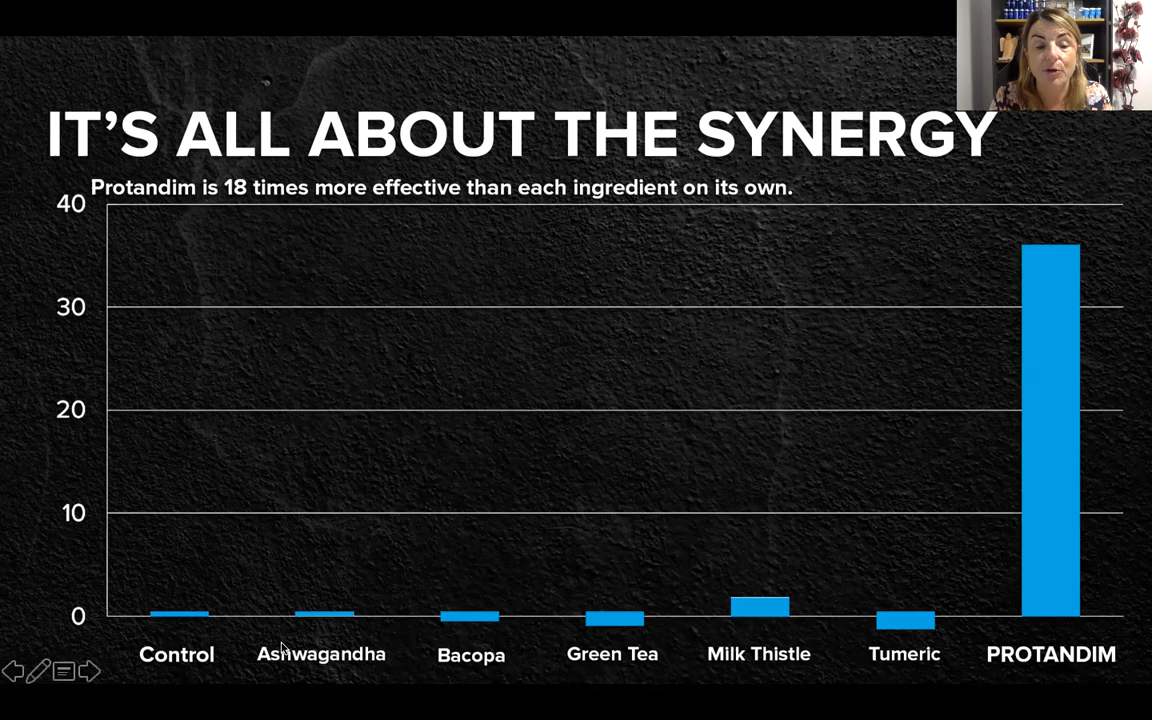 IT'S ALL ABOUT THE SYNERGY
Protandim is 18 times more effective than each ingredient on its own.
40
30
20
10
0
Control Ashwagandha Bacopa Green Tea Milk Thistle Tumeric PROTANDIM